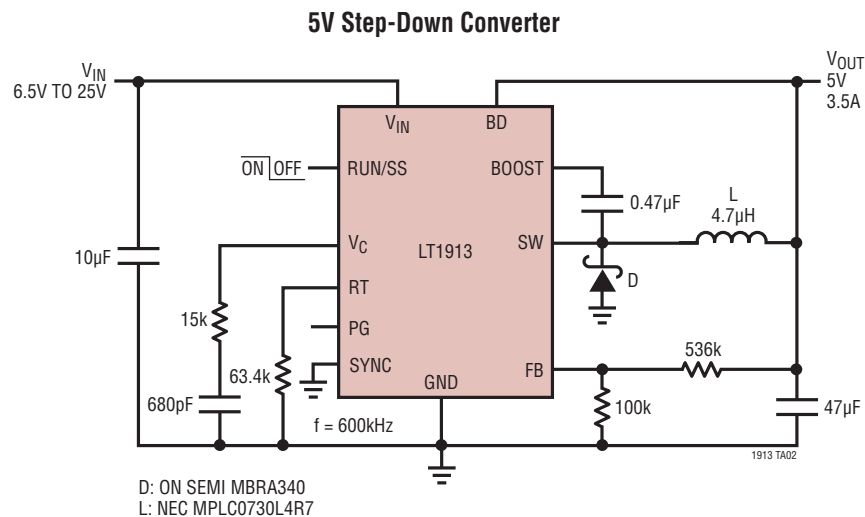 5V Step-Down Converter
VIN
6.5V TO 25V
VOUT
5V
3.5A
VIN
BD
ON OFF
RUN/SS
BOOST
0.47µF
L
4.7µH
VC
LT1913
SW
10µF
RT
D
15k
PG
536k
63.4k
SYNC
FB
GND
680pF
100k
47µF
f = 600kHz
1913 TA02
D: ON SEMI MBRA340
L: NEC MPLC0730L4R7